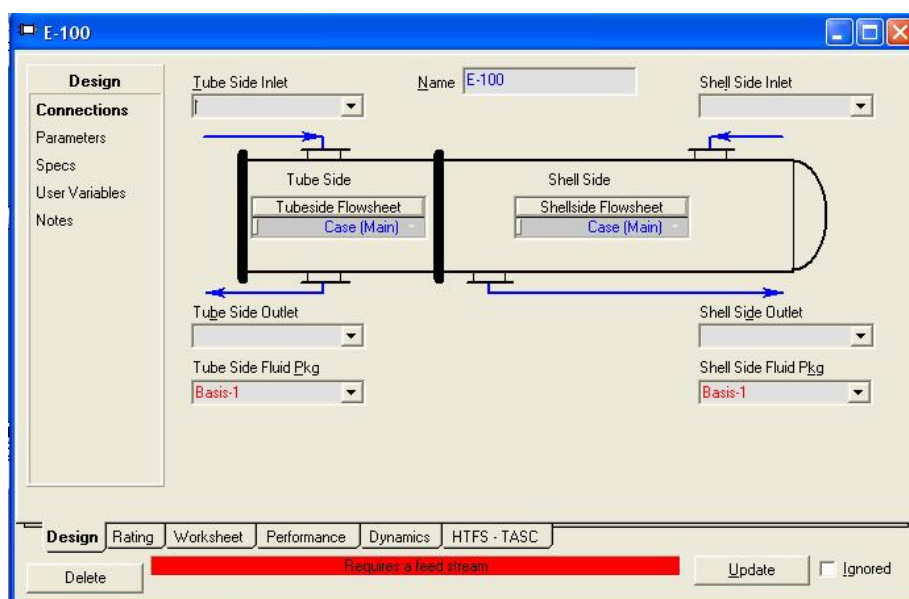 E-100
Design
Connections
Parameters
Specs
User Variables
Notes
Tube Side Inlet
Name E-100
Shell Side Inlet
Tube Side
Shell Side
Tubeside Flowsheet
Shellside Flowsheet
Case (Main)
Case (Main)
Tube Side Outlet
Shell Side Outlet
Tube Side Fluid Pkg
Shell Side Fluid Pkg
Basis-1
Basis-1
Design Rating Worksheet Performance Dynamics HTFS - TASC
Delete
Requires a feed stream
Update
Ignored